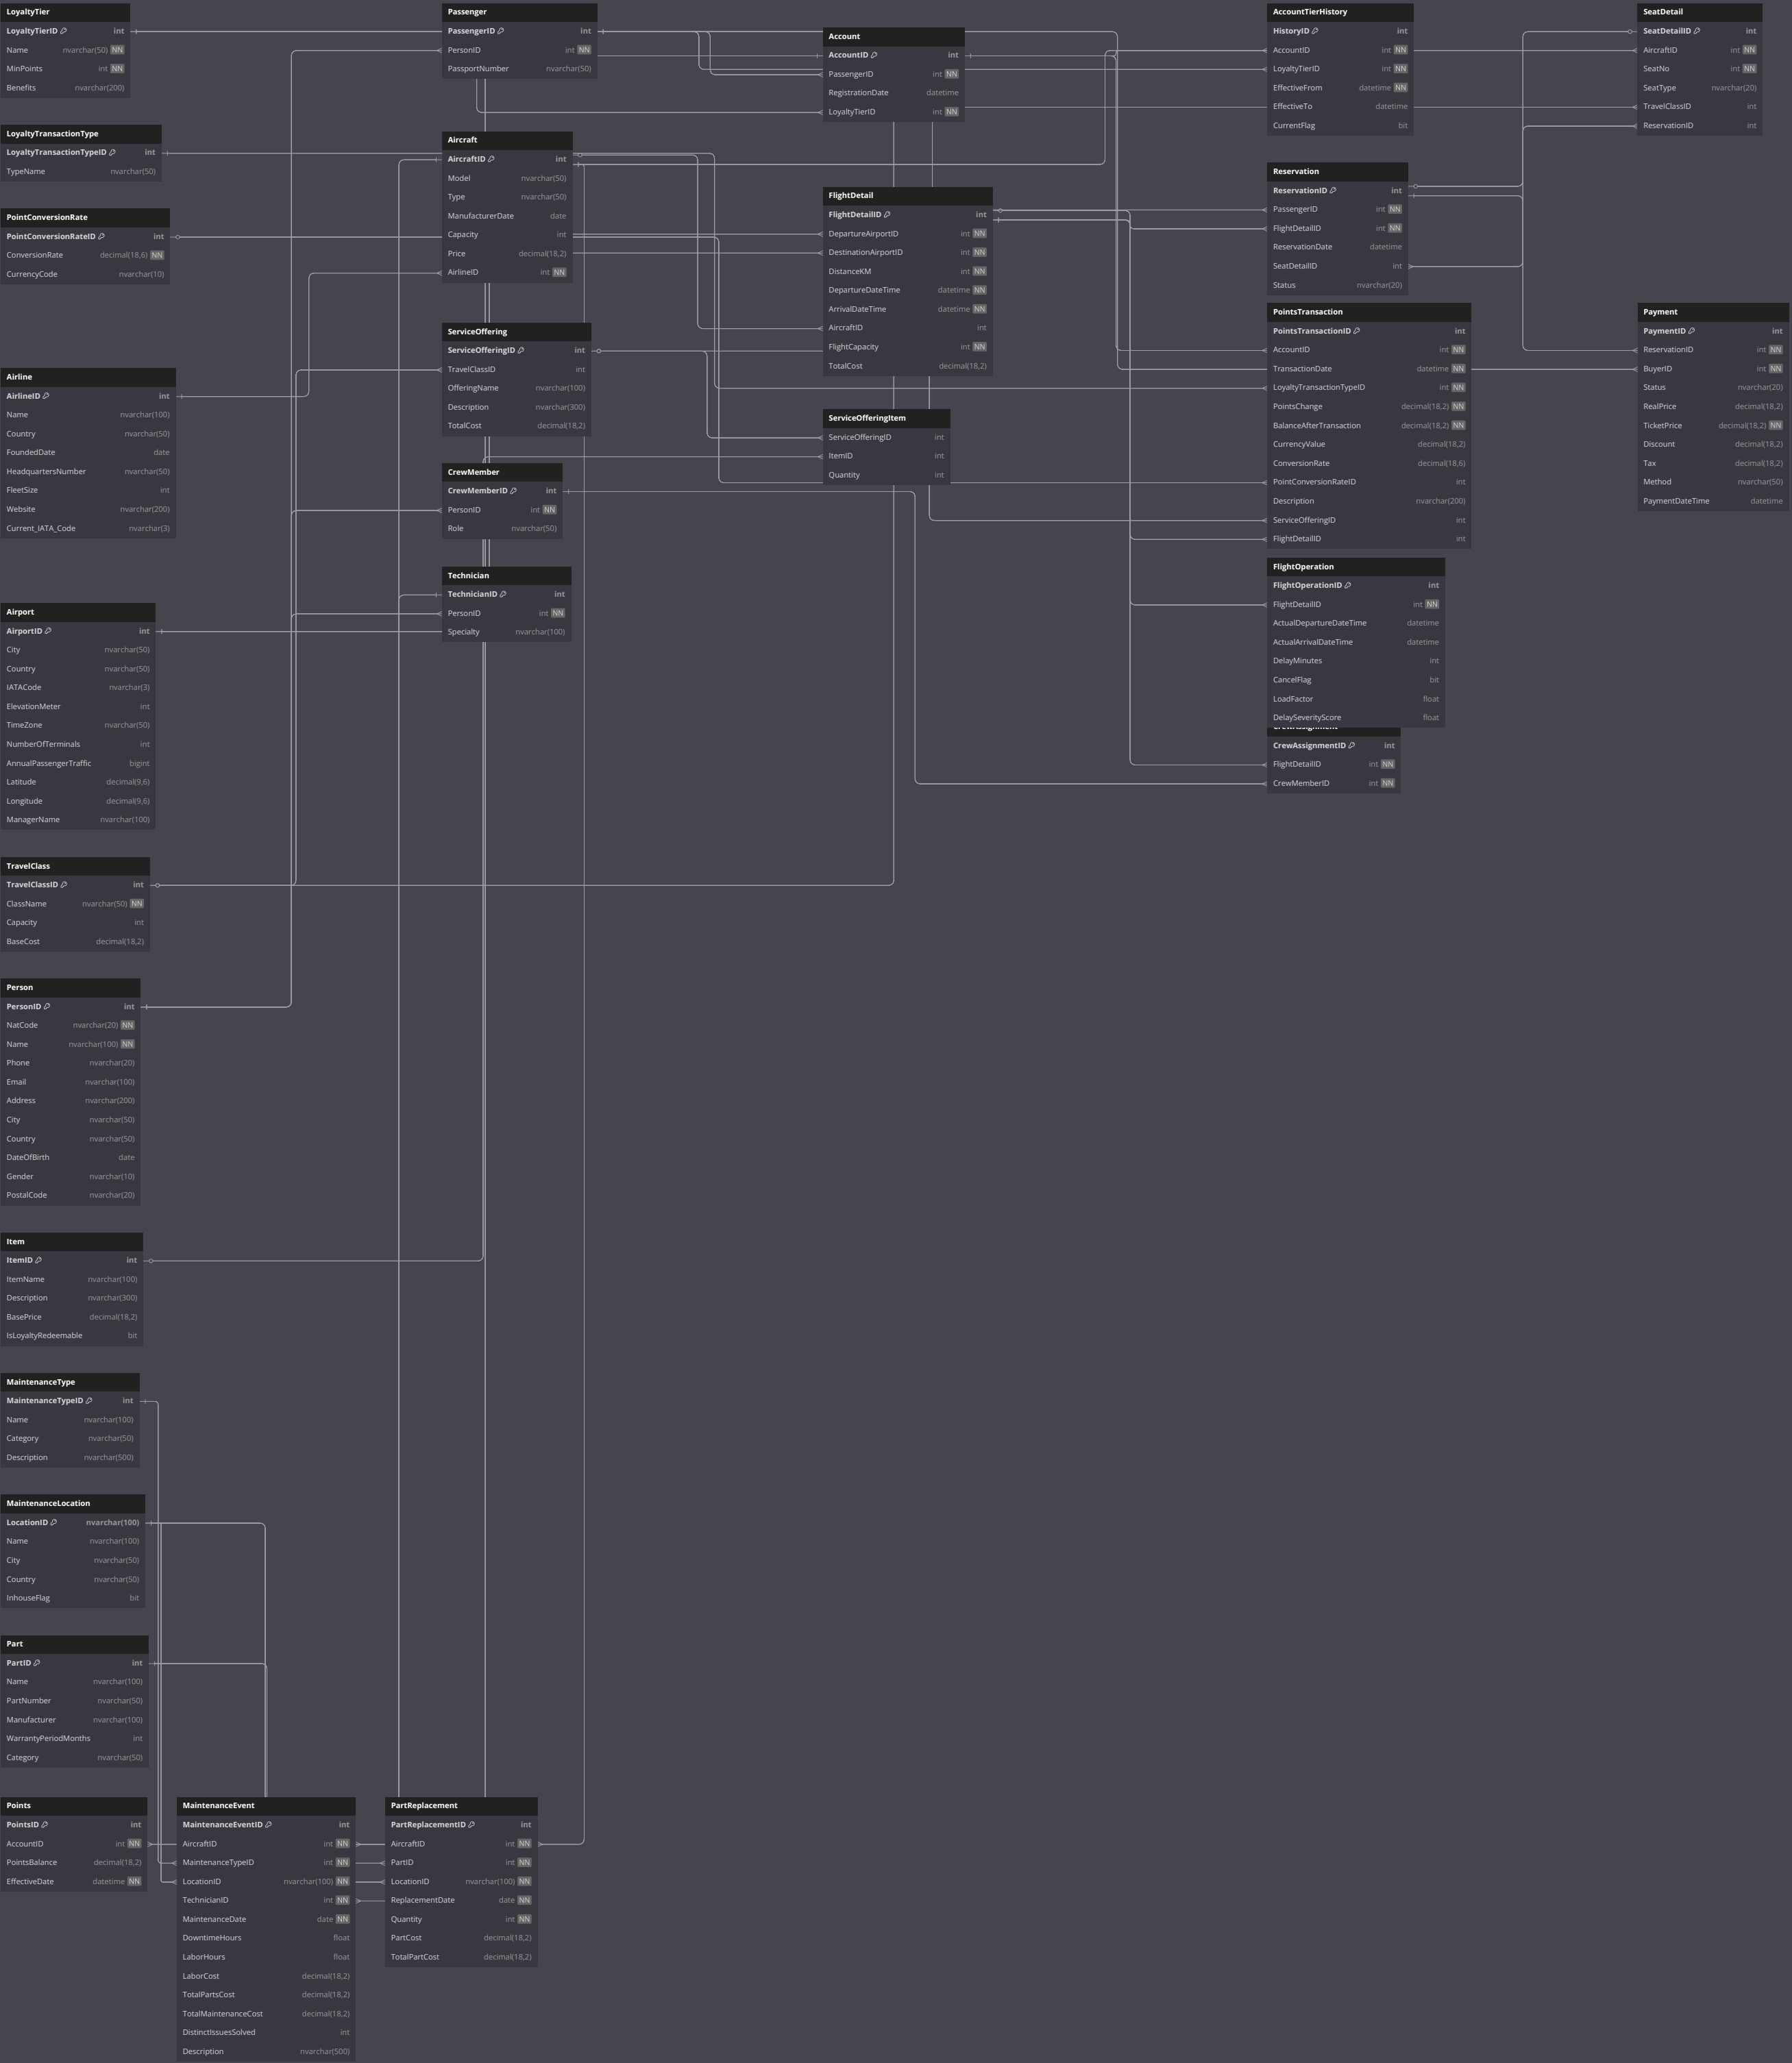 LoyaltyTier
LoyaltyTierID int
Name nvarchar(50) NN
MinPoints int NN
Benefits nvarchar(200)
LoyaltyTransactionType
LoyaltyTransactionTypeID int
TypeName nvarchar(50)
PointConversionRate
PointConversionRateID int
ConversionRate decimal(18,6) NN
CurrencyCode nvarchar(10)
Airline
AirlineID int
Name nvarchar(100)
Country nvarchar(50)
FoundedDate date
HeadquartersNumber nvarchar(50)
FleetSize int
Website nvarchar(200)
Current_IATA_Code nvarchar(3)
Airport
AirportID int
City nvarchar(50)
Country nvarchar(50)
IATACode nvarchar(3)
ElevationMeter int
TimeZone nvarchar(50)
NumberOfTerminals int
AnnualPassengerTraffic bigint
Latitude decimal(9,6)
Longitude decimal(9,6)
ManagerName nvarchar(100)
TravelClass
TravelClassID int
ClassName nvarchar(50) NN
Capacity int
BaseCost decimal(18,2)
Person
PersonID int
NatCode nvarchar(20) NN
Name nvarchar(100) NN
Phone nvarchar(20)
Email nvarchar(100)
Address nvarchar(200)
City nvarchar(50)
Country nvarchar(50)
DateOfBirth date
Gender nvarchar(10)
PostalCode nvarchar(20)
Item
ItemID int
ItemName nvarchar(100)
Description nvarchar(300)
BasePrice decimal(18,2)
IsLoyaltyRedeemable bit
MaintenanceType
MaintenanceTypeID int
Name nvarchar(100)
Category nvarchar(50)
Description nvarchar(500)
MaintenanceLocation
LocationID nvarchar(100)
Name nvarchar(100)
City nvarchar(50)
Country nvarchar(50)
InhouseFlag bit
Part
PartID int
Name nvarchar(100)
PartNumber nvarchar(50)
Manufacturer nvarchar(100)
WarrantyPeriodMonths int
Category nvarchar(50)
Points
PointsID int
AccountID int NN
PointsBalance decimal(18,2)
EffectiveDate datetime NN
MaintenanceEvent
MaintenanceEventID int
AircraftID int NN
MaintenanceTypeID int NN
LocationID nvarchar(100) NN
TechnicianID int NN
MaintenanceDate date NN
DowntimeHours float
LaborHours float
LaborCost decimal(18,2)
TotalPartsCost decimal(18,2)
TotalMaintenanceCost decimal(18,2)
DistinctIssuesSolved int
Description nvarchar(500)
PartReplacement
PartReplacementID int
AircraftID int NN
PartID int NN
LocationID nvarchar(100) NN
ReplacementDate date NN
Quantity int NN
PartCost decimal(18,2)
TotalPartCost decimal(18,2)
Passenger
PassengerID int
PersonID int NN
PassportNumber nvarchar(50)
Aircraft
AircraftID int
Model nvarchar(50)
Type nvarchar(50)
ManufacturerDate date
Capacity int
Price decimal(18,2)
AirlineID int NN
ServiceOffering
ServiceOfferingID int
TravelClassID int
OfferingName nvarchar(100)
Description nvarchar(300)
TotalCost decimal(18,2)
CrewMember
CrewMemberID int
PersonID int NN
Role nvarchar(50)
Technician
TechnicianID int
PersonID int NN
Specialty nvarchar(100)
Account
AccountID int
PassengerID int NN
RegistrationDate datetime
LoyaltyTierID int NN
FlightDetail
FlightDetailID int
DepartureAirportID int NN
DestinationAirportID int NN
DistanceKM int NN
DepartureDateTime datetime NN
ArrivalDateTime datetime NN
AircraftID int
FlightCapacity int NN
TotalCost decimal(18,2)
ServiceOfferingItem
ServiceOfferingID int
ItemID int
Quantity int
AccountTierHistory
HistoryID int
AccountID int NN
LoyaltyTierID int NN
EffectiveFrom datetime NN
EffectiveTo datetime
CurrentFlag bit
Reservation
ReservationID int
PassengerID int NN
FlightDetailID int NN
ReservationDate datetime
SeatDetailID int
Status nvarchar(20)
PointsTransaction
PointsTransactionID int
AccountID int NN
TransactionDate datetime NN
LoyaltyTransactionTypeID int NN
PointsChange decimal(18,2) NN
BalanceAfterTransaction decimal(18,2) NN
CurrencyValue decimal(18,2)
ConversionRate decimal(18,6)
PointConversionRateID int
Description nvarchar(200)
ServiceOfferingID int
FlightDetailID int
FlightOperation
FlightOperationID int
FlightDetailID int NN
ActualDepartureDateTime datetime
ActualArrivalDateTime datetime
DelayMinutes int
CancelFlag bit
LoadFactor float
DelaySeverityScore float
CrewAssignment
CrewAssignmentID int
FlightDetailID int NN
CrewMemberID int NN
SeatDetail
SeatDetailID int
AircraftID int NN
SeatNo int NN
SeatType nvarchar(20)
TravelClassID int
ReservationID int
Payment
PaymentID int
ReservationID int NN
BuyerID int NN
Status nvarchar(20)
RealPrice decimal(18,2)
TicketPrice decimal(18,2) NN
Discount decimal(18,2)
Tax decimal(18,2)
Method nvarchar(50)
PaymentDateTime datetime